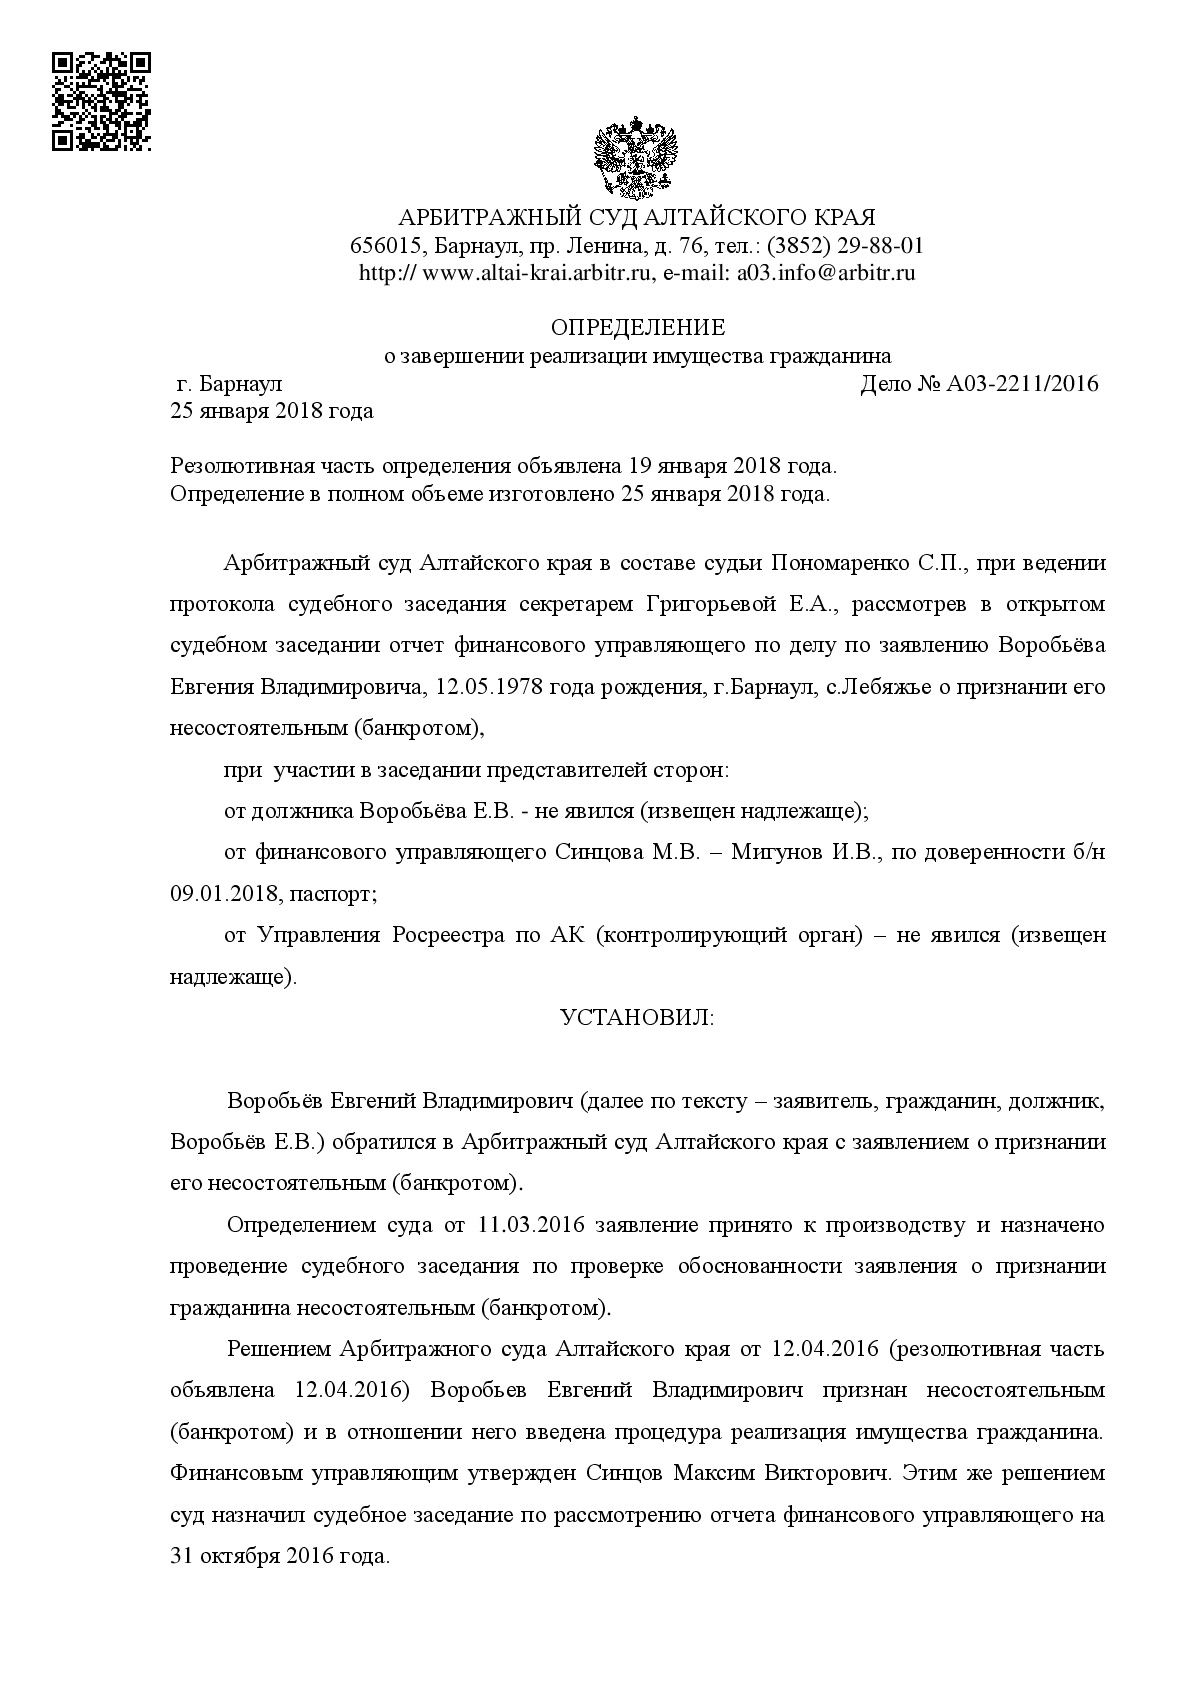 АРБИТРАЖНЫЙ СУД АЛТАЙСКОГО КРАЯ
656015, Барнаул, пр. Ленина, д. 76, тел.: (3852) 29-88-01
http:// www.altai-krai.arbitr.ru, e-mail: a03.info@arbitr.ru
ОПРЕДЕЛЕНИЕ
о завершении реализации имущества гражданина
г. Барнаул Дело № А03-2211/2016
25 января 2018 года
Резолютивная часть определения объявлена 19 января 2018 года.
Определение в полном объеме изготовлено 25 января 2018 года.
Арбитражный суд Алтайского края в составе судьи Пономаренко С.П., при ведении
протокола судебного заседания секретарем Григорьевой Е.А., рассмотрев в открытом
судебном заседании отчет финансового управляющего по делу по заявлению Воробьёва
Евгения Владимировича, 12.05.1978 года рождения, г.Барнаул, с.Лебяжье о признании его
несостоятельным (банкротом),
при участии в заседании представителей сторон:
от должника Воробьёва Е.В. - не явился (извещен надлежаще);
от финансового управляющего Синцова М.В. – Мигунов И.В., по доверенности б/н
09.01.2018, паспорт;
от Управления Росреестра по АК (контролирующий орган) – не явился (извещен
надлежаще).
УСТАНОВИЛ:
Воробьёв Евгений Владимирович (далее по тексту – заявитель, гражданин, должник,
Воробьёв Е.В.) обратился в Арбитражный суд Алтайского края с заявлением о признании
его несостоятельным (банкротом).
Определением суда от 11.03.2016 заявление принято к производству и назначено
проведение судебного заседания по проверке обоснованности заявления о признании
гражданина несостоятельным (банкротом).
Решением Арбитражного суда Алтайского края от 12.04.2016 (резолютивная часть
объявлена 12.04.2016) Воробьев Евгений Владимирович признан несостоятельным
(банкротом) и в отношении него введена процедура реализация имущества гражданина.
Финансовым управляющим утвержден Синцов Максим Викторович. Этим же решением
суд назначил судебное заседание по рассмотрению отчета финансового управляющего на
31 октября 2016 года.